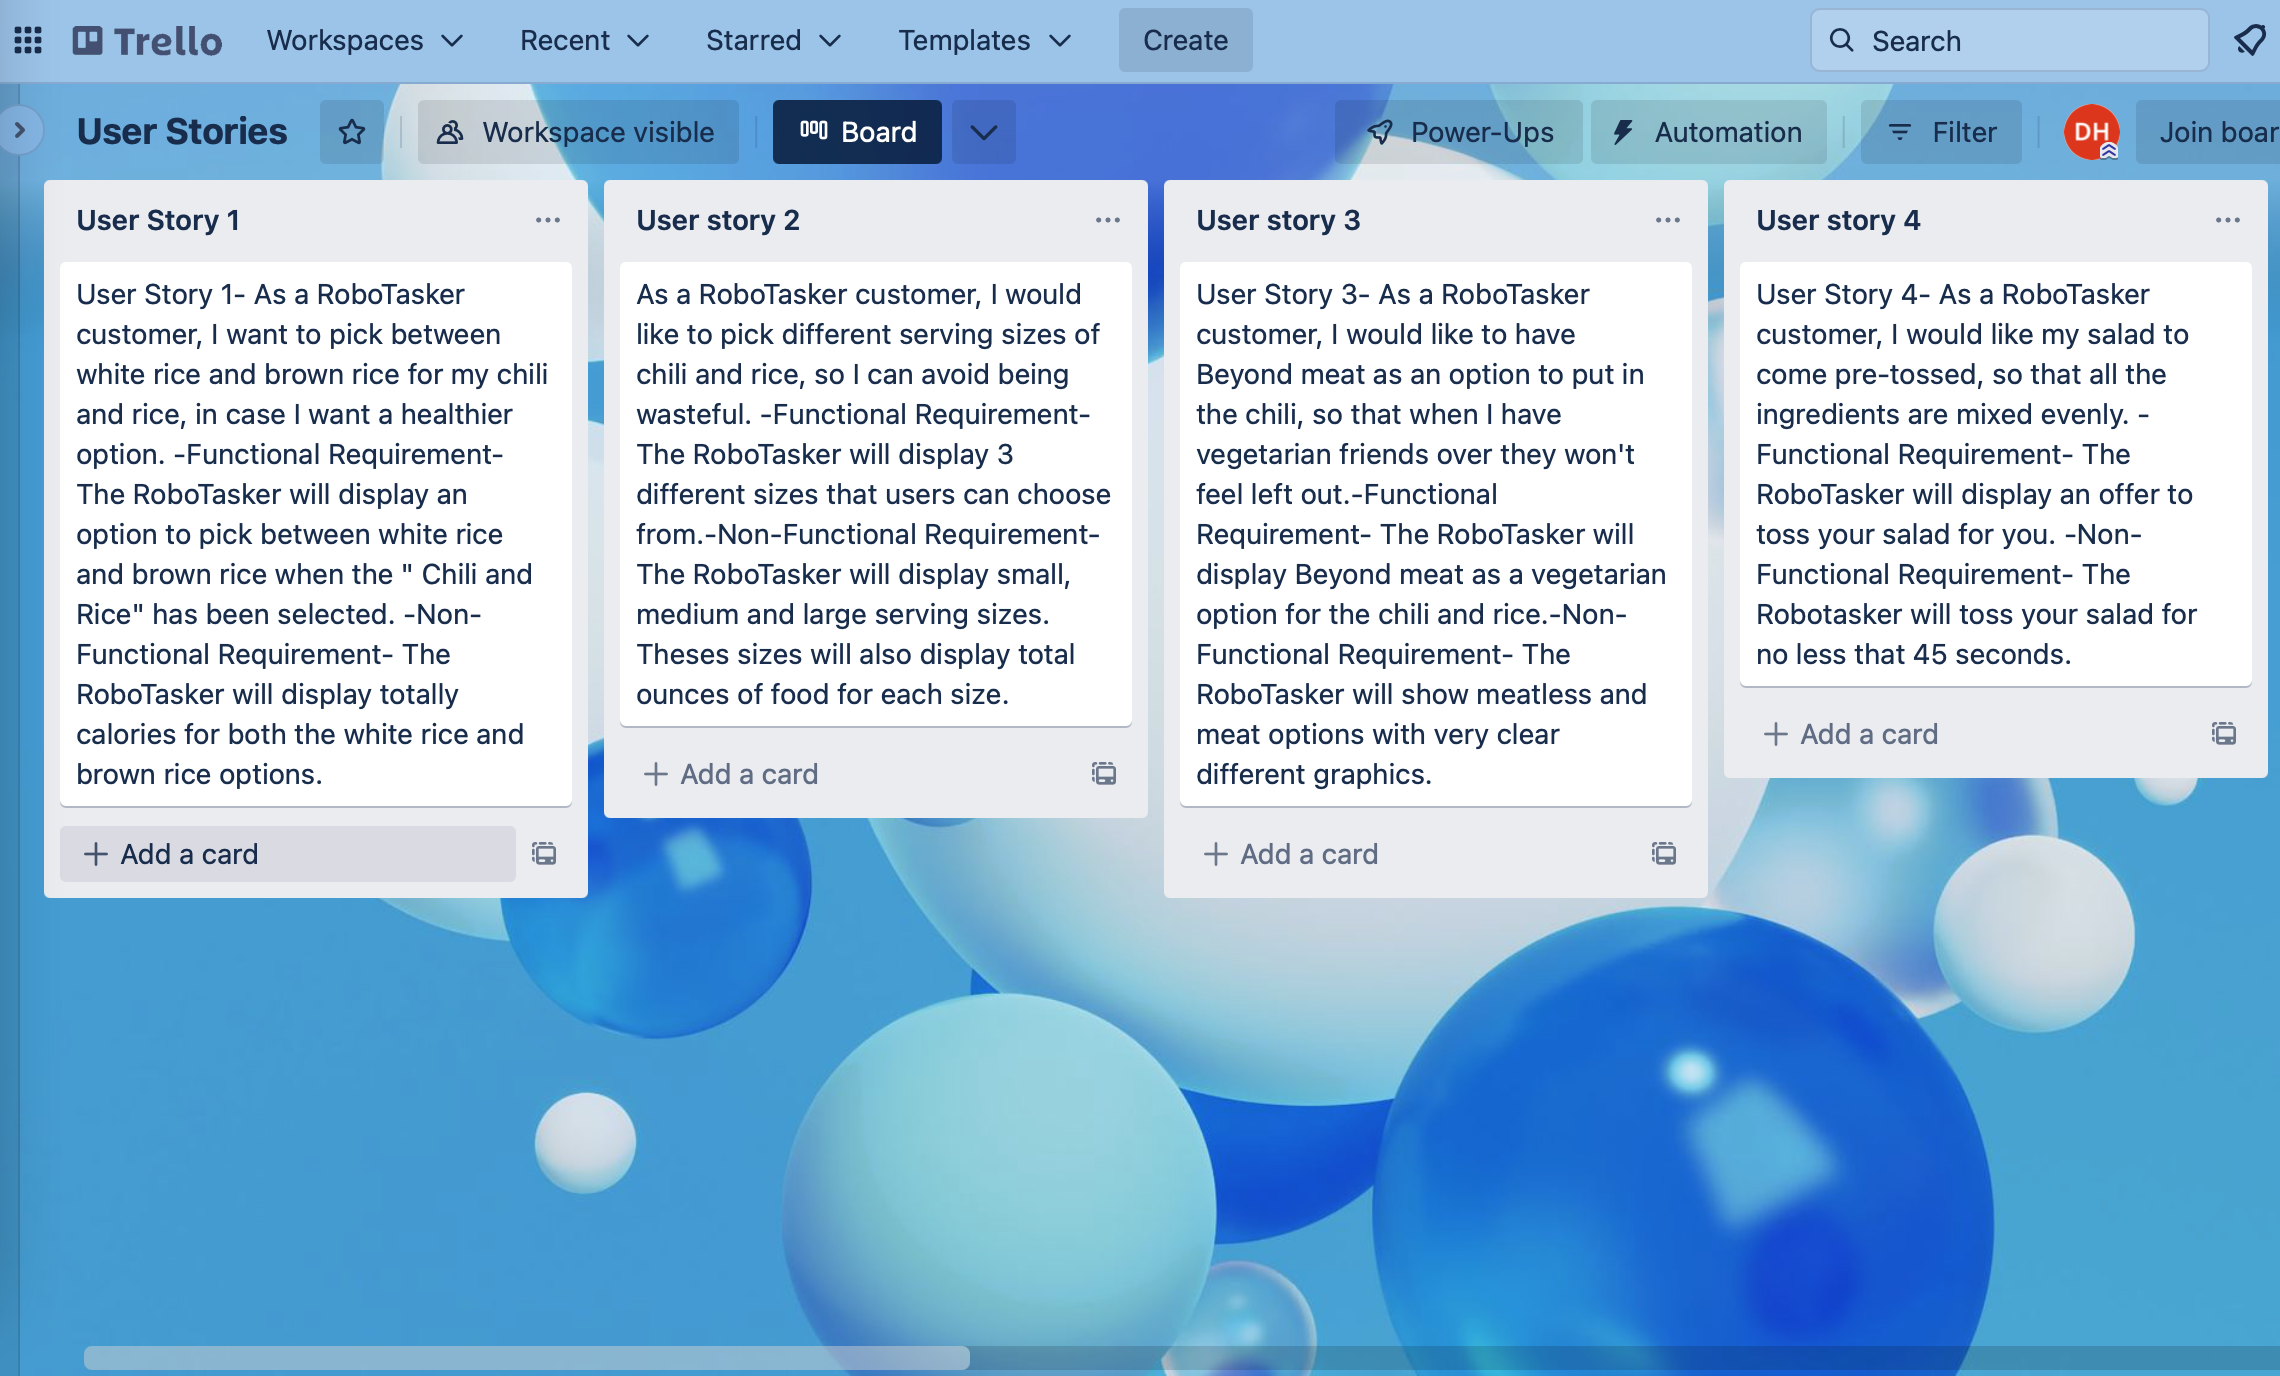 Trello
Workspaces
Recent
Starred
Templates
Create
Search
User Stories
Workspace visible
Board
Power-Ups
Automation
Filter
DH
Join boar
User Story 1
User Story 1- As a RoboTasker
customer, I want to pick between
white rice and brown rice for my chili
and rice, in case I want a healthier
option. -Functional Requirement-
The RoboTasker will display an
option to pick between white rice
and brown rice when the " Chili and
Rice" has been selected. -Non-
Functional Requirement- The
RoboTasker will display totally
calories for both the white rice and
brown rice options.
+ Add a card
User story 2
As a RoboTasker customer, I would
like to pick different serving sizes of
chili and rice, so I can avoid being
wasteful. -Functional Requirement-
The RoboTasker will display 3
different sizes that users can choose
from.-Non-Functional Requirement-
The RoboTasker will display small,
medium and large serving sizes.
Theses sizes will also display total
ounces of food for each size.
+ Add a card
User story 3
User Story 3- As a RoboTasker
customer, I would like to have
Beyond meat as an option to put in
the chili, so that when I have
vegetarian friends over they won't
feel left out.-Functional
Requirement- The RoboTasker will
display Beyond meat as a vegetarian
option for the chili and rice.-Non-
Functional Requirement- The
RoboTasker will show meatless and
meat options with very clear
different graphics.
+ Add a card
User story 4
User Story 4- As a RoboTasker
customer, I would like my salad to
come pre-tossed, so that all the
ingredients are mixed evenly. -
Functional Requirement- The
RoboTasker will display an offer to
toss your salad for you. -Non-
Functional Requirement- The
Robotasker will toss your salad for
no less that 45 seconds.
+ Add a card